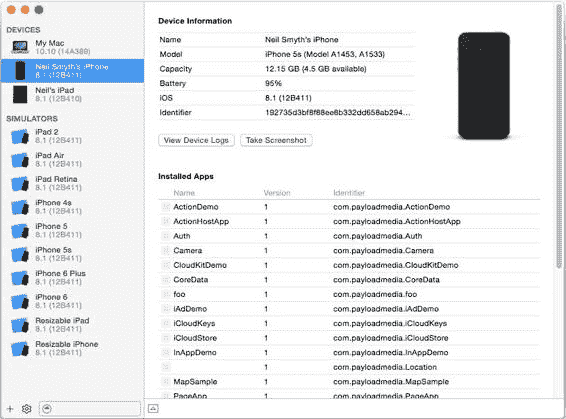 DEVICES
My Mac
10.10 (14A389)
Neil Smyth's iPhone
8.1 (12B411)
Neil's iPad
8.1 (12B410)
SIMULATORS
iPad 2
8.1 (12B411)
iPad Air
8.1 (12B411)
iPad Retina
8.1 (12B411)
iPhone 4s
8.1 (12B411)
iPhone 5
8.1 (12B411)
iPhone 5s
8.1 (12B411)
iPhone 6 Plus
8.1 (12B411)
iPhone 6
8.1 (12B411)
Resizable iPad
8.1 (12B411)
Resizable iPhone
8.1 (12B411)
Device Information
Name Neil Smyth's iPhone
Model iPhone 5s (Model A1453, A1533)
Capacity 12.15 GB (4.5 GB available)
Battery 95%
iOS 8.1 (12B411)
Identifier 192735d3bf8f88ee6b332dd658ab294...
View Device Logs Take Screenshot
Installed Apps
Name Version Identifier
ActionDemo 1 com.payloadmedia.ActionDemo
ActionHostApp 1 com.payloadmedia.ActionHostApp
Auth 1 com.payloadmedia.Auth
Camera 1 com.payloadmedia.Camera
CloudKitDemo 1 com.payloadmedia.CloudKitDemo
CoreData 1 com.payloadmedia.CoreData
foo 1 com.payloadmedia.foo
iAdDemo 1 com.payloadmedia.iAdDemo
iCloudKeys 1 com.payloadmedia.iCloudKeys
iCloudStore 1 com.payloadmedia.iCloudStore
InAppDemo 1 com.payloadmedia.InAppDemo
1 com.payloadmedia.Location
MapSample 1 com.payloadmedia.MapSample
PageApp 1 com.payloadmedia.PageApp